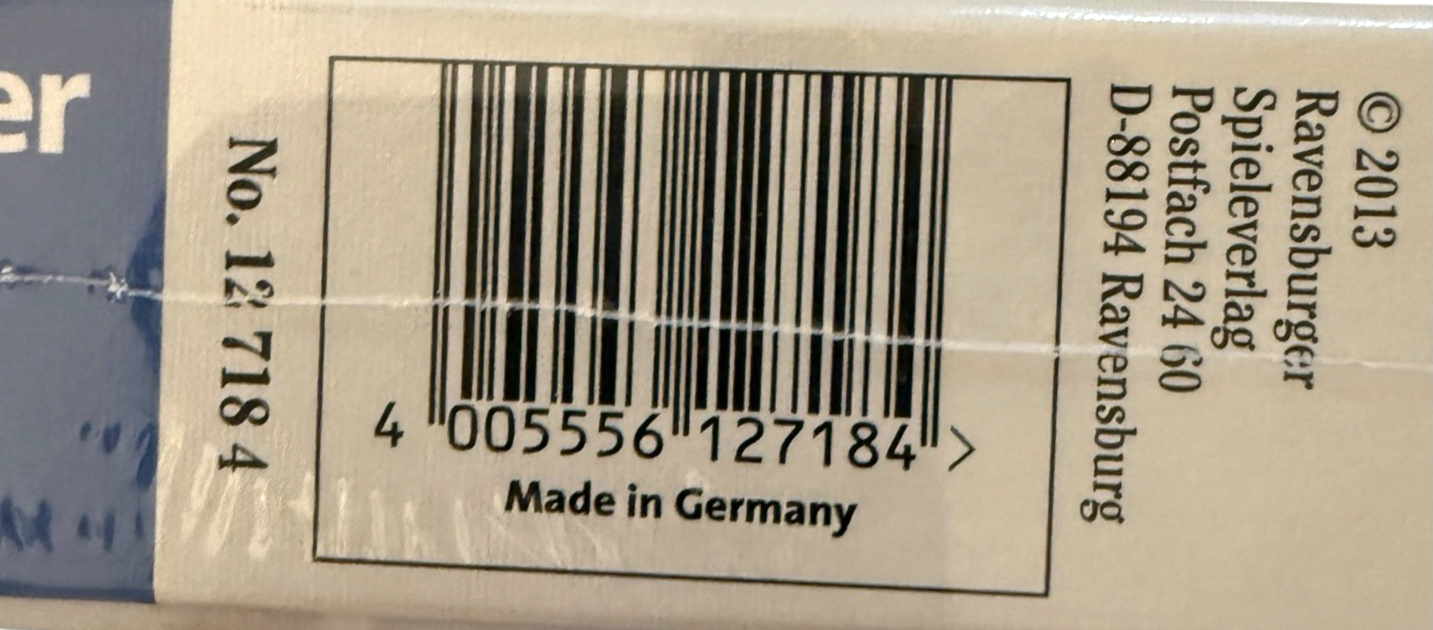 er
No. 12 718 4
4 005556 127184 >
Made in Germany
© 2013
Ravensburger
Spieleverlag
Postfach 24 60
D-88194 Ravensburg